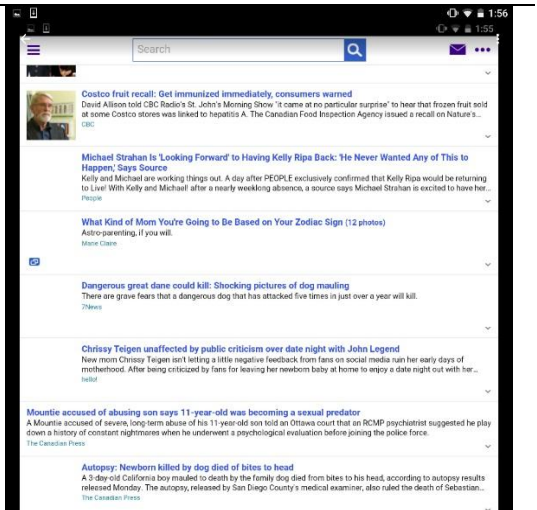 1:56
1:55
Search
Costco fruit recall: Get immunized immediately, consumers warned
David Allison told CBC Radio's St. John's Morning Show "it came at no particular surprise" to hear that frozen fruit sold
at some Costco stores was linked to hepatitis A. The Canadian Food Inspection Agency issued a recall on Nature's...
CBC
Michael Strahan Is 'Looking Forward' to Having Kelly Ripa Back: 'He Never Wanted Any of This to
Happen,' Says Source
Kelly and Michael are working things out. A day after PEOPLE exclusively confirmed that Kelly Ripa would be returning
to Live! With Kelly and Michael! after a nearly weeklong absence, a source says Michael Strahan is excited to have her...
People
What Kind of Mom You're Going to Be Based on Your Zodiac Sign (12 photos)
Astro-parenting, if you will.
Marie Claire
Dangerous great dane could kill: Shocking pictures of dog mauling
There are grave fears that a dangerous dog that has attacked five times in just over a year will kill.
7News
Chrissy Teigen unaffected by public criticism over date night with John Legend
New mom Chrissy Teigen isn't letting a little negative feedback from fans on social media ruin her early days of
motherhood. After being criticized by fans for leaving her newborn baby at home to enjoy a date night out with her...
hello!
Mountie accused of abusing son says 11-year-old was becoming a sexual predator
A Mountie accused of severe, long-term abuse of his 11-year-old son told an Ottawa court that an RCMP psychiatrist suggested he play
down a history of constant nightmares when he underwent a psychological evaluation before joining the police force.
The Canadian Press
Autopsy: Newborn killed by dog died of bites to head
A 3-day-old California boy mauled to death by the family dog died from bites to his head, according to autopsy results
released Monday. The autopsy, released by San Diego County's medical examiner, also ruled the death of Sebastian...
The Canadian Press